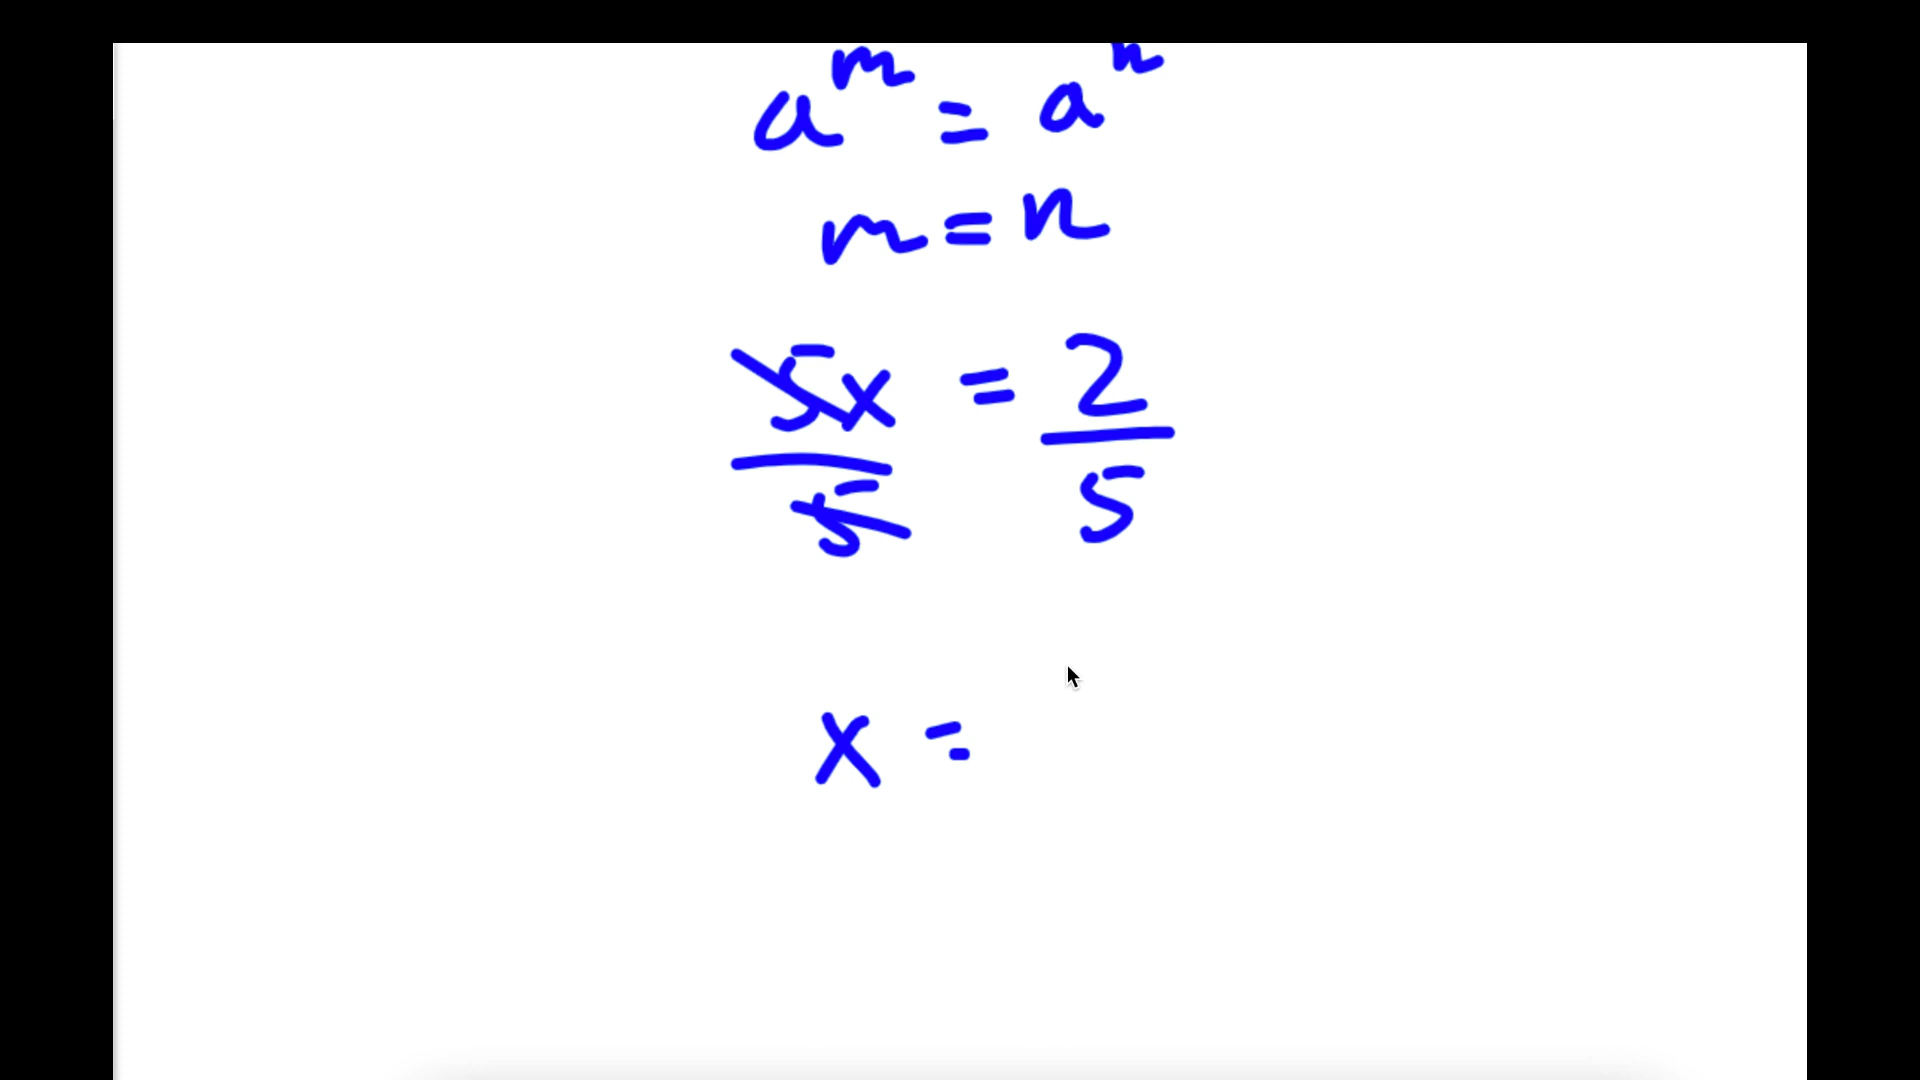 a^m = a^n
m = n
5x/5 = 2/5
x =